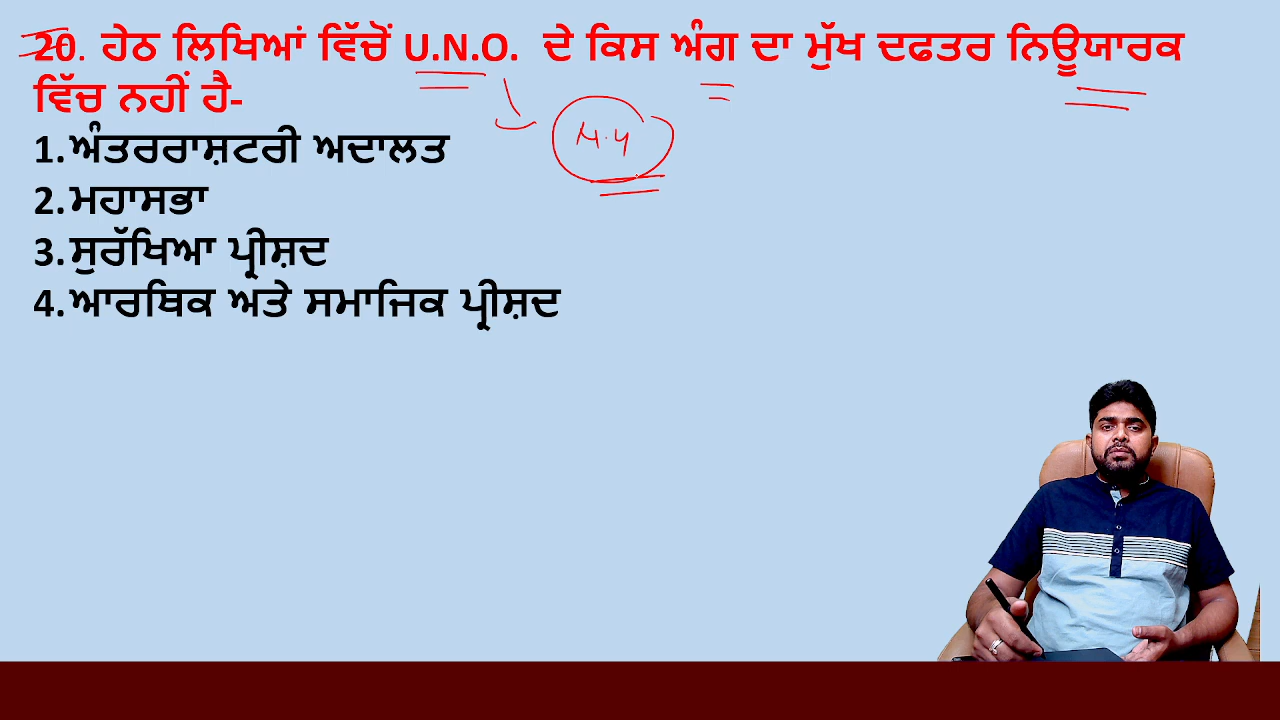 20. ਹੇਠ ਲਿਖਿਆਂ ਵਿੱਚੋਂ U.N.O. ਦੇ ਕਿਸ ਅੰਗ ਦਾ ਮੁੱਖ ਦਫਤਰ ਨਿਊਯਾਰਕ
ਵਿੱਚ ਨਹੀਂ ਹੈ-
N.Y
1.ਅੰਤਰਰਾਸ਼ਟਰੀ ਅਦਾਲਤ
2.ਮਹਾਸਭਾ
3.ਸੁਰੱਖਿਆ ਪ੍ਰੀਸ਼ਦ
4.ਆਰਥਿਕ ਅਤੇ ਸਮਾਜਿਕ ਪ੍ਰੀਸ਼ਦ